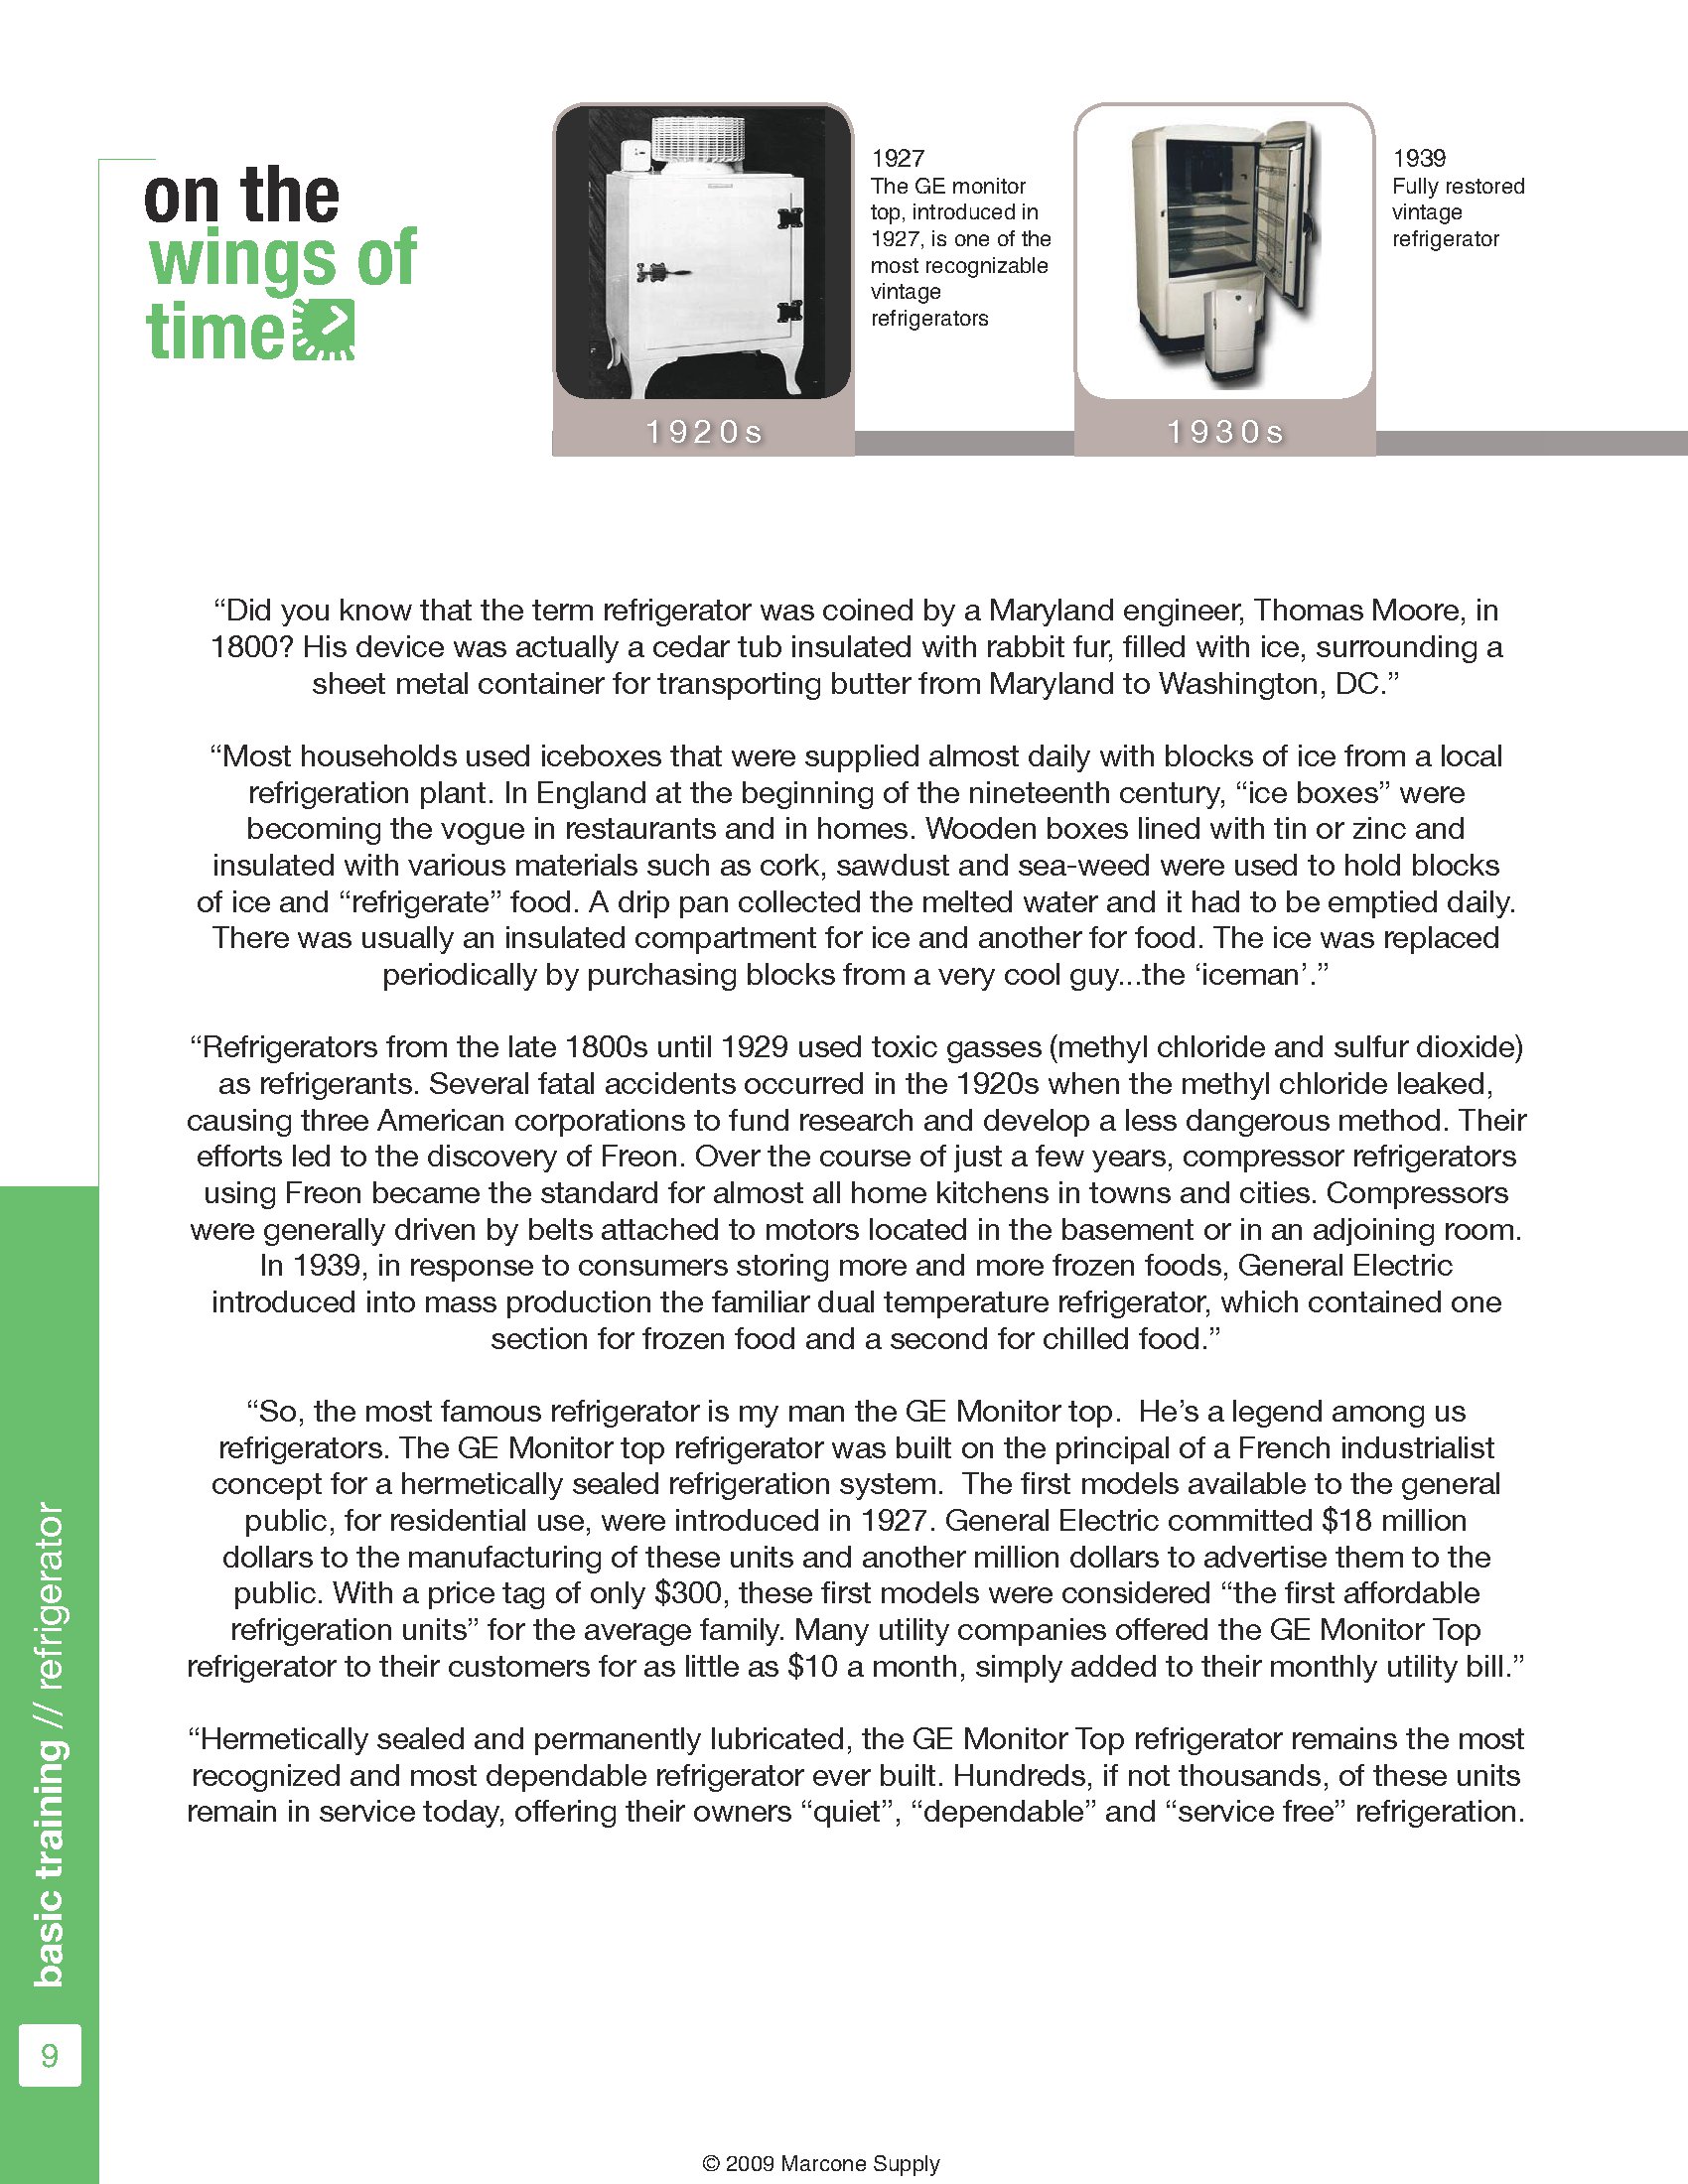 on the
wings of
time
1927
The GE monitor
top, introduced in
1927, is one of the
most recognizable
vintage
refrigerators
1920s
1939
Fully restored
vintage
refrigerator
1930s
“Did you know that the term refrigerator was coined by a Maryland engineer, Thomas Moore, in
1800? His device was actually a cedar tub insulated with rabbit fur, filled with ice, surrounding a
sheet metal container for transporting butter from Maryland to Washington, DC.”
“Most households used iceboxes that were supplied almost daily with blocks of ice from a local
refrigeration plant. In England at the beginning of the nineteenth century, “ice boxes” were
becoming the vogue in restaurants and in homes. Wooden boxes lined with tin or zinc and
insulated with various materials such as cork, sawdust and sea-weed were used to hold blocks
of ice and “refrigerate” food. A drip pan collected the melted water and it had to be emptied daily.
There was usually an insulated compartment for ice and another for food. The ice was replaced
periodically by purchasing blocks from a very cool guy...the ‘iceman’.”
“Refrigerators from the late 1800s until 1929 used toxic gasses (methyl chloride and sulfur dioxide)
as refrigerants. Several fatal accidents occurred in the 1920s when the methyl chloride leaked,
causing three American corporations to fund research and develop a less dangerous method. Their
efforts led to the discovery of Freon. Over the course of just a few years, compressor refrigerators
using Freon became the standard for almost all home kitchens in towns and cities. Compressors
were generally driven by belts attached to motors located in the basement or in an adjoining room.
In 1939, in response to consumers storing more and more frozen foods, General Electric
introduced into mass production the familiar dual temperature refrigerator, which contained one
section for frozen food and a second for chilled food.”
“So, the most famous refrigerator is my man the GE Monitor top.  He’s a legend among us
refrigerators. The GE Monitor top refrigerator was built on the principal of a French industrialist
concept for a hermetically sealed refrigeration system.  The first models available to the general
public, for residential use, were introduced in 1927. General Electric committed $18 million
dollars to the manufacturing of these units and another million dollars to advertise them to the
public. With a price tag of only $300, these first models were considered “the first affordable
refrigeration units” for the average family. Many utility companies offered the GE Monitor Top
refrigerator to their customers for as little as $10 a month, simply added to their monthly utility bill.”
“Hermetically sealed and permanently lubricated, the GE Monitor Top refrigerator remains the most
recognized and most dependable refrigerator ever built. Hundreds, if not thousands, of these units
remain in service today, offering their owners “quiet”, “dependable” and “service free” refrigeration.
basic training // refrigerator
9
© 2009 Marcone Supply